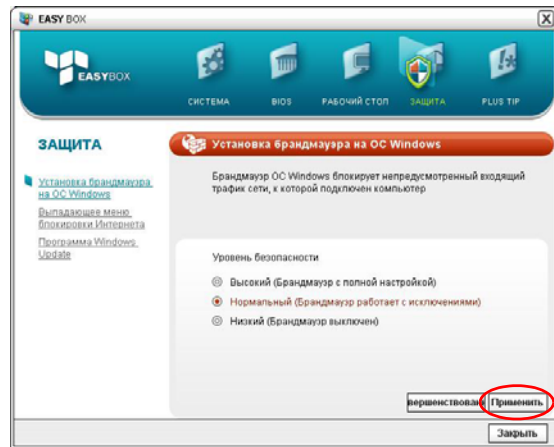 EASY BOX
EASYBOX
СИСТЕМА
BIOS
РАБОЧИЙ СТОЛ
ЗАЩИТА
PLUS TIP
ЗАЩИТА
Установка брандмауэра
на ОС Windows
Выпадающее меню
блокировки Интернета
Программа Windows
Update
Установка брандмауэра на ОС Windows
Брандмауэр ОС Windows блокирует непредусмотренный входящий
трафик сети, к которой подключен компьютер
Уровень безопасности
Высокий (Брандмауэр с полной настройкой)
Нормальный (Брандмауэр работает с исключениями)
Низкий (Брандмауэр выключен)
вершенствован
Применить
Закрыть